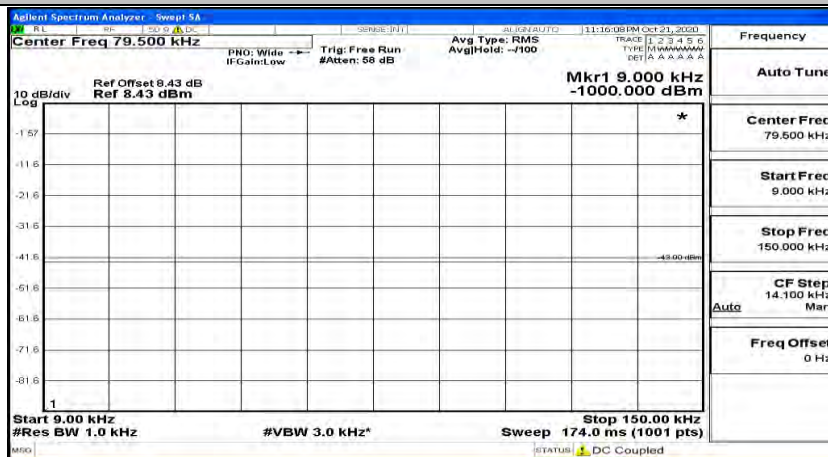 Agilent Spectrum Analyzer - Swept SA
RL RF 50 Ω DC SENSE:INT ALIGNAUTO 11:16:08 PM Oct 21, 2020
Center Freq 79.500 kHz
PNO: Wide
IFGain:Low
Trig: Free Run
#Atten: 58 dB
Avg Type: RMS
Avg|Hold: --/100
TRACE 1 2 3 4 5 6
TYPE MWWWWW
DET A A A A A A
Ref Offset 8.43 dB
10 dB/div Ref 8.43 dBm
Log
Mkr1 9.000 kHz
-1000.000 dBm
*
-1.57
-11.6
-21.6
-31.6
-41.6
-43.00 dBm
-51.6
-61.6
-71.6
-81.6
1
Start 9.00 kHz Stop 150.00 kHz
#Res BW 1.0 kHz #VBW 3.0 kHz* Sweep 174.0 ms (1001 pts)
MSG STATUS DC Coupled
Frequency
Auto Tune
Center Freq
79.500 kHz
Start Freq
9.000 kHz
Stop Freq
150.000 kHz
CF Step
14.100 kHz
Auto Man
Freq Offset
0 Hz